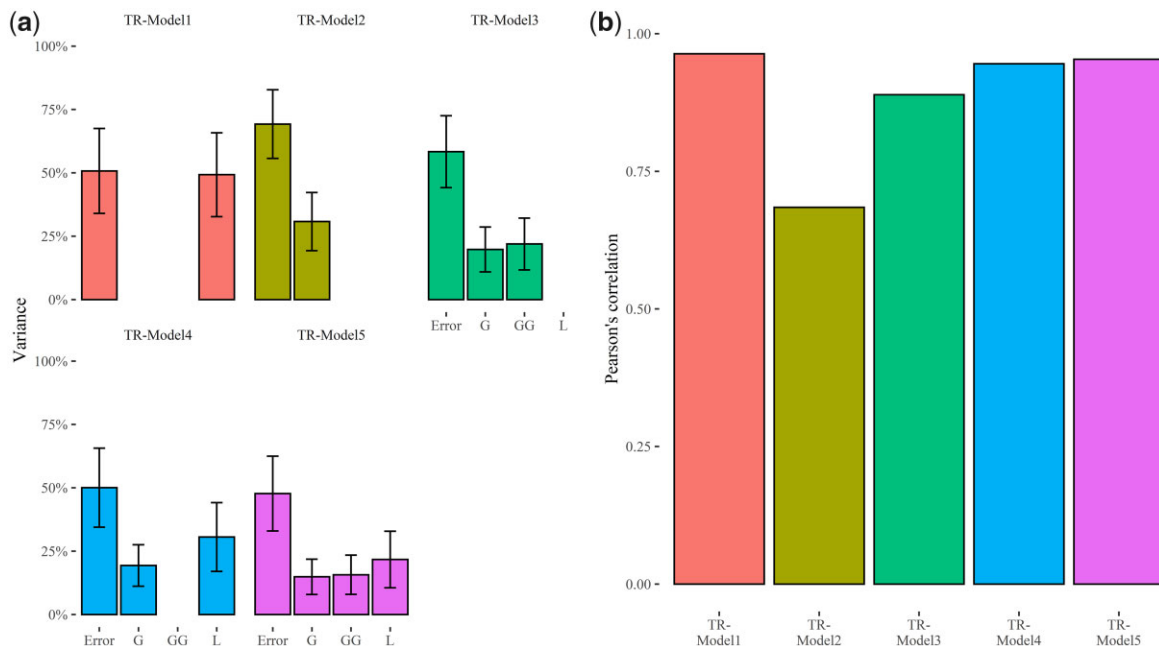 (a)
TR-Model1
TR-Model2
TR-Model3
100%
75%
50%
25%
0%
Error G GG L
Variance
TR-Model4
TR-Model5
100%
75%
50%
25%
0%
Error G GG L
Error G GG L
(b)
1.00
0.75
0.50
0.25
0.00
Pearson's correlation
TR-
Model1
TR-
Model2
TR-
Model3
TR-
Model4
TR-
Model5